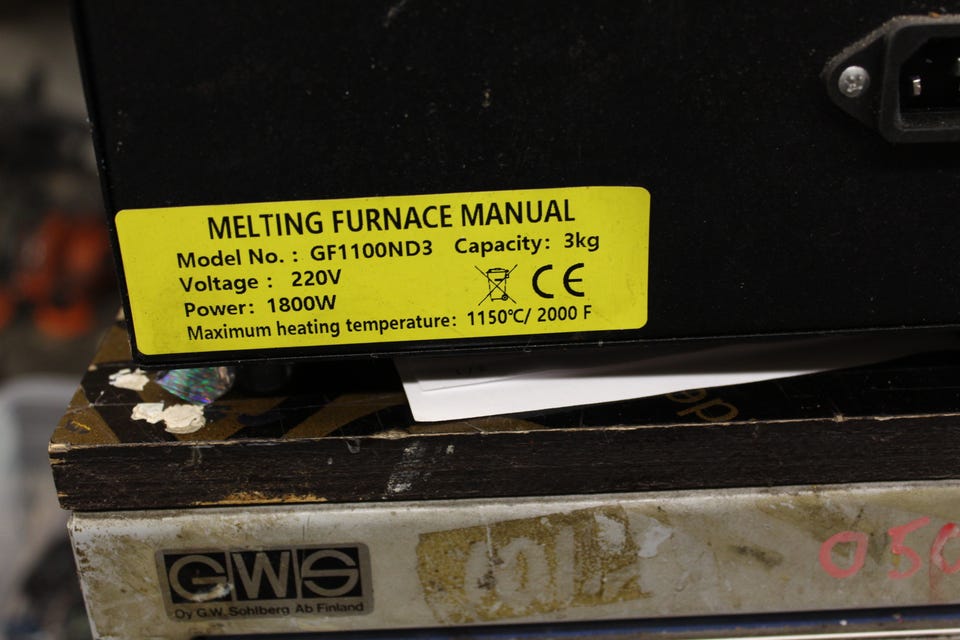 MELTING FURNACE MANUAL
Model No. : GF1100ND3 Capacity: 3kg
Voltage : 220V
Power: 1800W
CE
Maximum heating temperature: 1150℃/ 2000 F
GWS
Oy G.W. Sohlberg Ab Finland
050